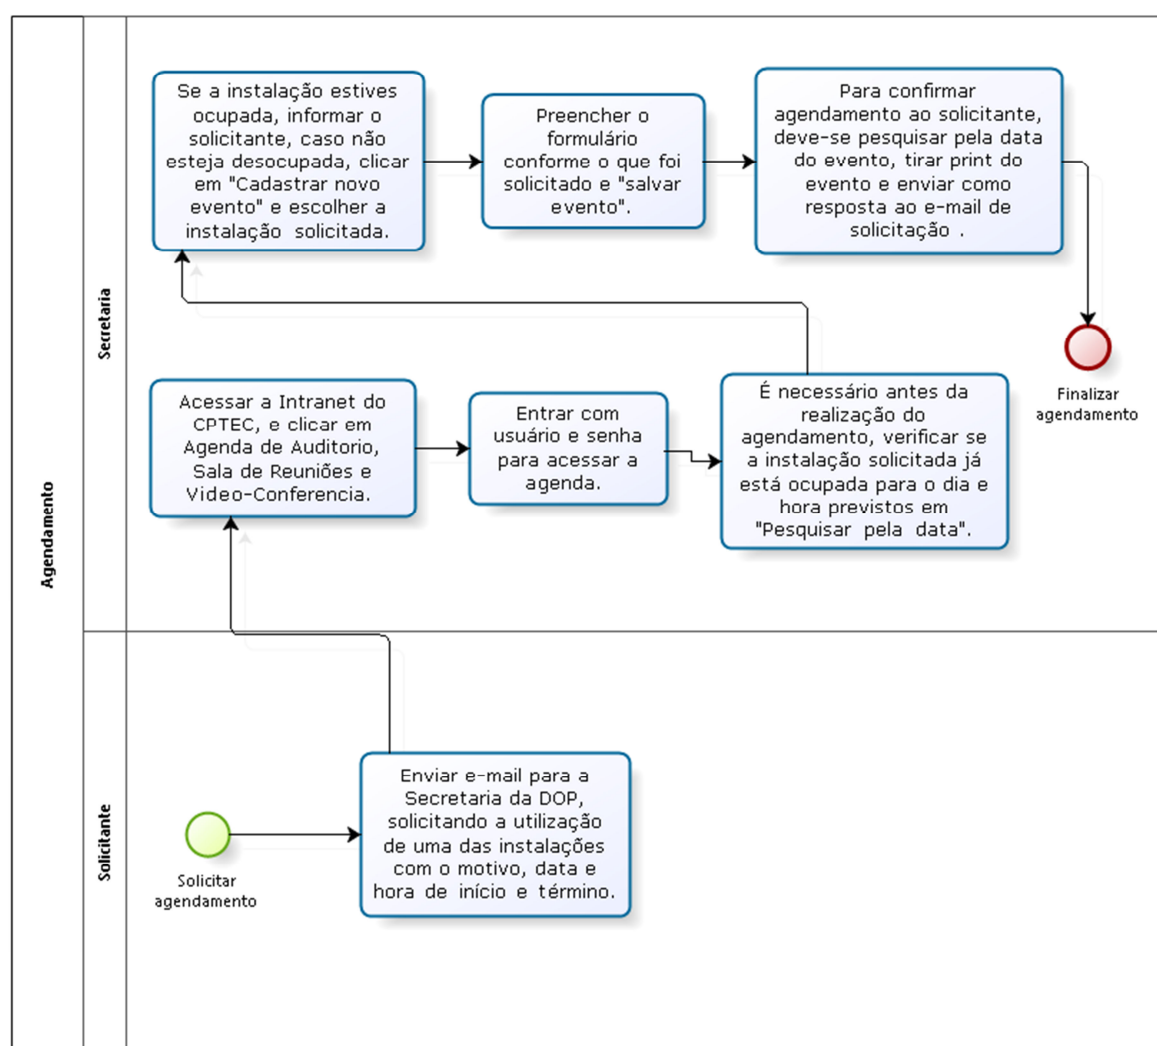 Agendamento
Secretaria
Se a instalação estives
ocupada, informar o
solicitante, caso não
esteja desocupada, clicar
em "Cadastrar novo
evento" e escolher a
instalação solicitada.
Preencher o
formulário
conforme o que foi
solicitado e "salvar
evento".
Para confirmar
agendamento ao solicitante,
deve-se pesquisar pela data
do evento, tirar print do
evento e enviar como
resposta ao e-mail de
solicitação .
Finalizar
agendamento
Acessar a Intranet do
CPTEC, e clicar em
Agenda de Auditorio,
Sala de Reuniões e
Video-Conferencia.
Entrar com
usuário e senha
para acessar a
agenda.
É necessário antes da
realização do
agendamento, verificar se
a instalação solicitada já
está ocupada para o dia e
hora previstos em
"Pesquisar pela data".
Solicitante
Solicitar
agendamento
Enviar e-mail para a
Secretaria da DOP,
solicitando a utilização
de uma das instalações
com o motivo, data e
hora de início e término.